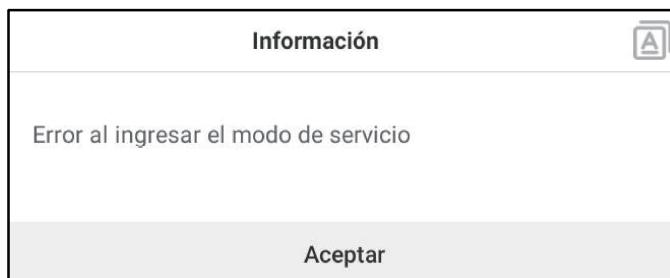 Información
A
Error al ingresar el modo de servicio
Aceptar